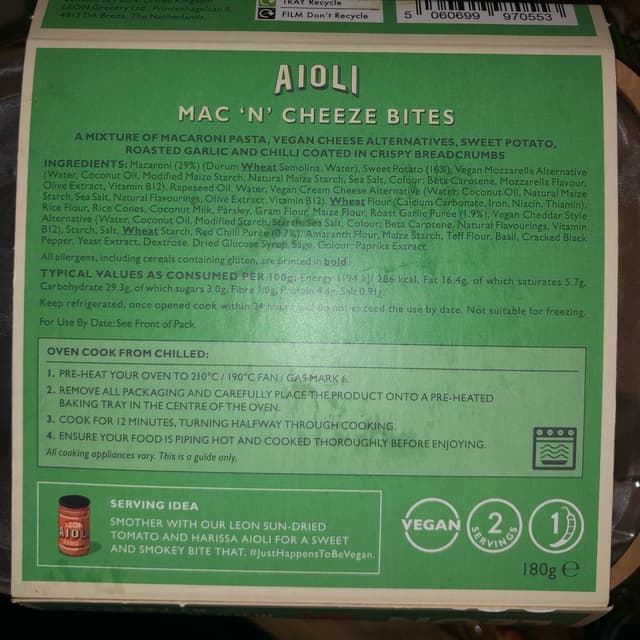 LEON Grocery Ltd., Princenhagelaan
4813 DA Breda, The Netherlands.
TRAY Recycle
FILM Don't Recycle
5 060699 970553
AIOLI
MAC 'N' CHEEZE BITES
A MIXTURE OF MACARONI PASTA, VEGAN CHEESE ALTERNATIVES, SWEET POTATO,
ROASTED GARLIC AND CHILLI COATED IN CRISPY BREADCRUMBS
INGREDIENTS: Macaroni (29%) (Durum Wheat Semolina, Water), Sweet Potato (16%), Vegan Mozzarella Alternative
(Water, Coconut Oil, Modified Maize Starch, Natural Maize Starch, Sea Salt, Colour: Beta Carotene, Mozzarella Flavour,
Olive Extract, Vitamin B12), Rapeseed Oil, Water, Vegan Cream Cheese Alternative (Water, Coconut Oil, Natural Maize
Starch, Sea Salt, Natural Flavourings, Olive Extract, Vitamin B12), Wheat Flour (Calcium Carbonate, Iron, Niacin, Thiamin),
Rice Flour, Rice Cones, Coconut Milk, Parsley, Gram Flour, Maize Flour, Roast Garlic Purée (1.9%), Vegan Cheddar Style
Alternative (Water, Coconut Oil, Modified Starch, Starch, Sea Salt, Colour: Beta Carotene, Natural Flavourings, Vitamin
B12), Starch, Salt, Wheat Starch, Red Chilli Purée (0.7%), Amaranth Flour, Maize Starch, Teff Flour, Basil, Cracked Black
Pepper, Yeast Extract, Dextrose, Dried Glucose Syrup, Sage, Colour: Paprika Extract.
All allergens, including cereals containing gluten, are printed in bold.
TYPICAL VALUES AS CONSUMED PER 100g: Energy 1194 kJ/ 286 kcal, Fat 16.4g, of which saturates 5.7g,
Carbohydrate 29.3g, of which sugars 3.0g, Fibre 1.8g, Protein 4.4g, Salt 0.91g.
Keep refrigerated, once opened cook within 24 hours and do not exceed the use by date. Not suitable for freezing.
For Use By Date: See Front of Pack.
OVEN COOK FROM CHILLED:
1. PRE-HEAT YOUR OVEN TO 210°C / 190°C FAN / GAS MARK 6.
2. REMOVE ALL PACKAGING AND CAREFULLY PLACE THE PRODUCT ONTO A PRE-HEATED
BAKING TRAY IN THE CENTRE OF THE OVEN.
3. COOK FOR 12 MINUTES, TURNING HALFWAY THROUGH COOKING.
4. ENSURE YOUR FOOD IS PIPING HOT AND COOKED THOROUGHLY BEFORE ENJOYING.
All cooking appliances vary. This is a guide only.
SERVING IDEA
SMOTHER WITH OUR LEON SUN-DRIED
TOMATO AND HARISSA AIOLI FOR A SWEET
AND SMOKEY BITE THAT, #JustHappensToBeVegan.
LEON
AIOLI
VEGAN
2
SERVINGS
1
180g ℮